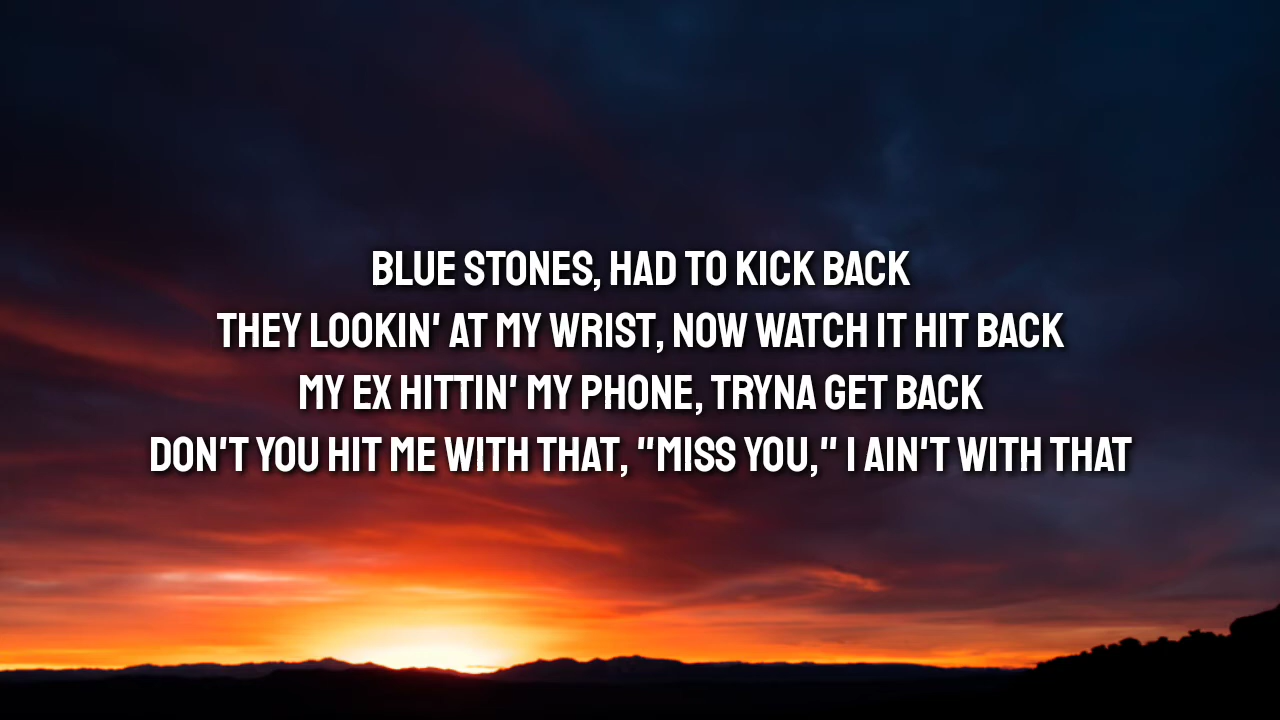 BLUE STONES, HAD TO KICK BACK
THEY LOOKIN' AT MY WRIST, NOW WATCH IT HIT BACK
MY EX HITTIN' MY PHONE, TRYNA GET BACK
DON'T YOU HIT ME WITH THAT, "MISS YOU," I AIN'T WITH THAT